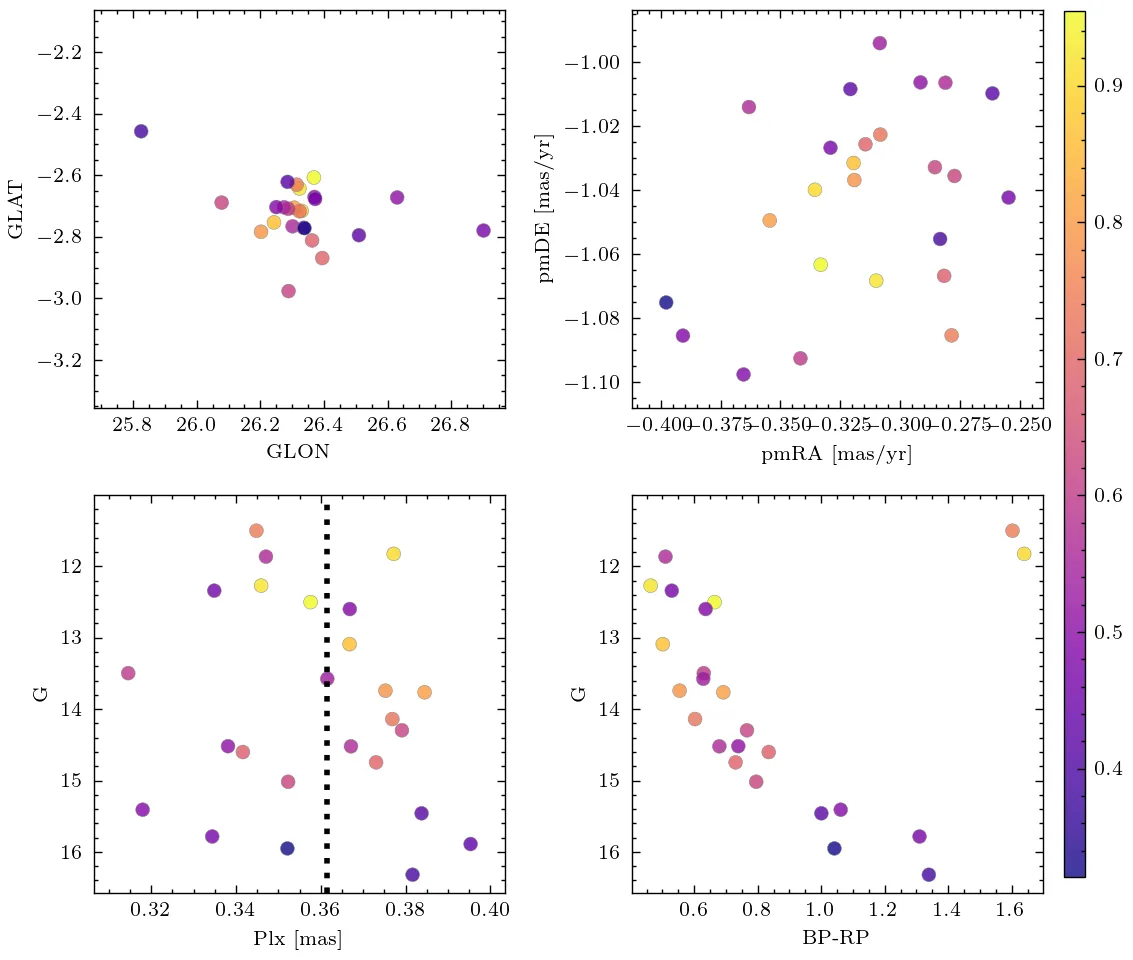 −2.2
−2.4
−2.6
−2.8
−3.0
−3.2
GLAT
25.8 26.0 26.2 26.4 26.6 26.8
GLON
−1.00
−1.02
−1.04
−1.06
−1.08
−1.10
pmDE [mas/yr]
−0.400 −0.375 −0.350 −0.325 −0.300 −0.275 −0.250
pmRA [mas/yr]
0.9
0.8
0.7
0.6
0.5
0.4
12
13
14
15
16
G
0.32 0.34 0.36 0.38 0.40
Plx [mas]
12
13
14
15
16
G
0.6 0.8 1.0 1.2 1.4 1.6
BP-RP